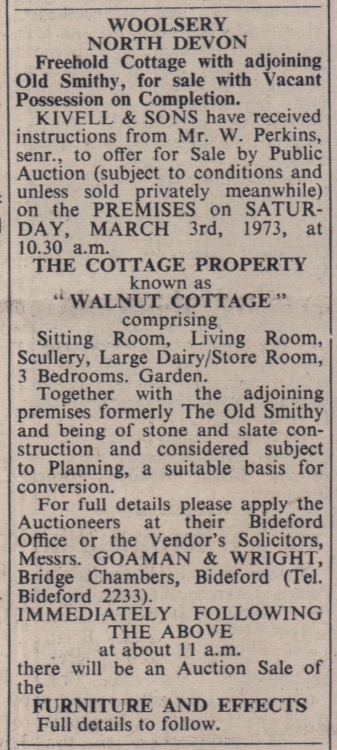 WOOLSERY
NORTH DEVON
Freehold Cottage with adjoining
Old Smithy, for sale with Vacant
Possession on Completion.
KIVELL & SONS have received
instructions from Mr. W. Perkins,
senr., to offer for Sale by Public
Auction (subject to conditions and
unless sold privately meanwhile)
on the PREMISES on SATUR-
DAY, MARCH 3rd, 1973, at
10.30 a.m.
THE COTTAGE PROPERTY
known as
" WALNUT COTTAGE "
comprising
Sitting Room, Living Room,
Scullery, Large Dairy/Store Room,
3 Bedrooms. Garden.
Together with the adjoining
premises formerly The Old Smithy
and being of stone and slate con-
struction and considered subject
to Planning, a suitable basis for
conversion.
For full details please apply the
Auctioneers at their Bideford
Office or the Vendor's Solicitors,
Messrs. GOAMAN & WRIGHT,
Bridge Chambers, Bideford (Tel.
Bideford 2233).
IMMEDIATELY FOLLOWING
THE ABOVE
at about 11 a.m.
there will be an Auction Sale of
the
FURNITURE AND EFFECTS
Full details to follow.